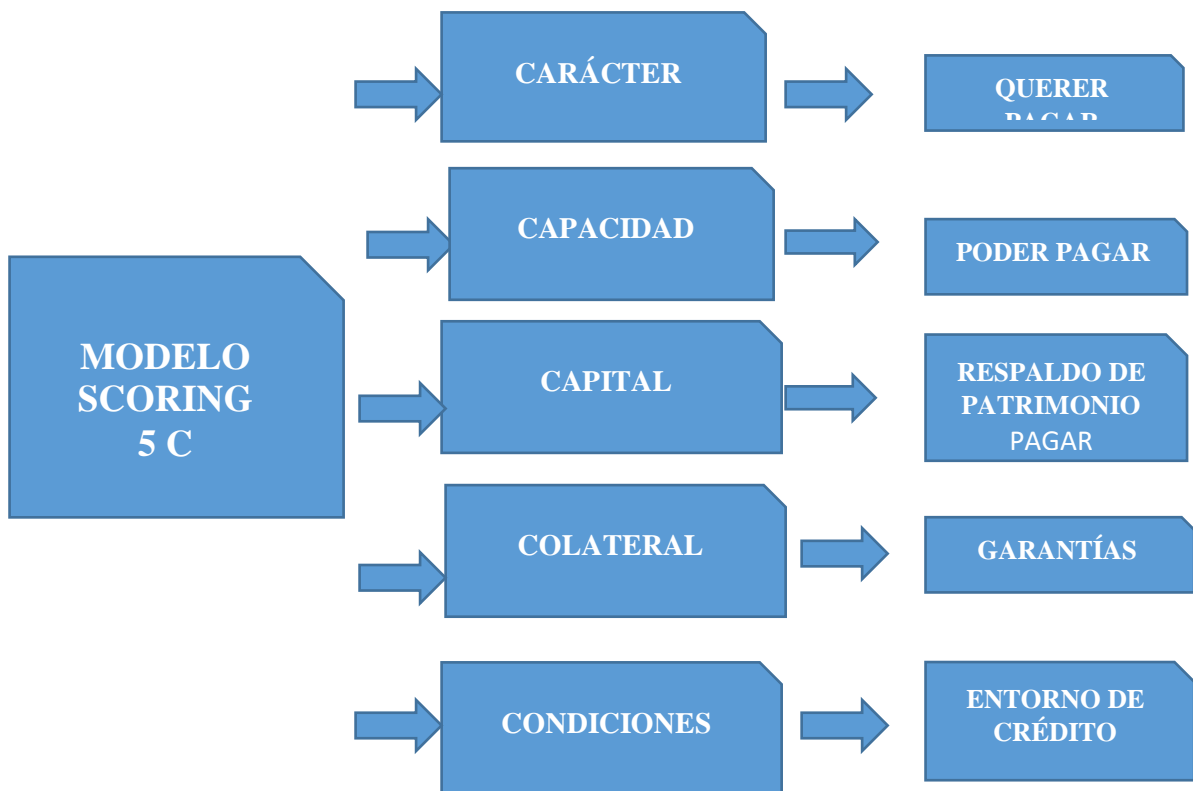 CARÁCTER
QUERER
PAGAR
CAPACIDAD
PODER PAGAR
MODELO
SCORING
5 C
CAPITAL
RESPALDO DE
PATRIMONIO
PAGAR
COLATERAL
GARANTÍAS
CONDICIONES
ENTORNO DE
CRÉDITO